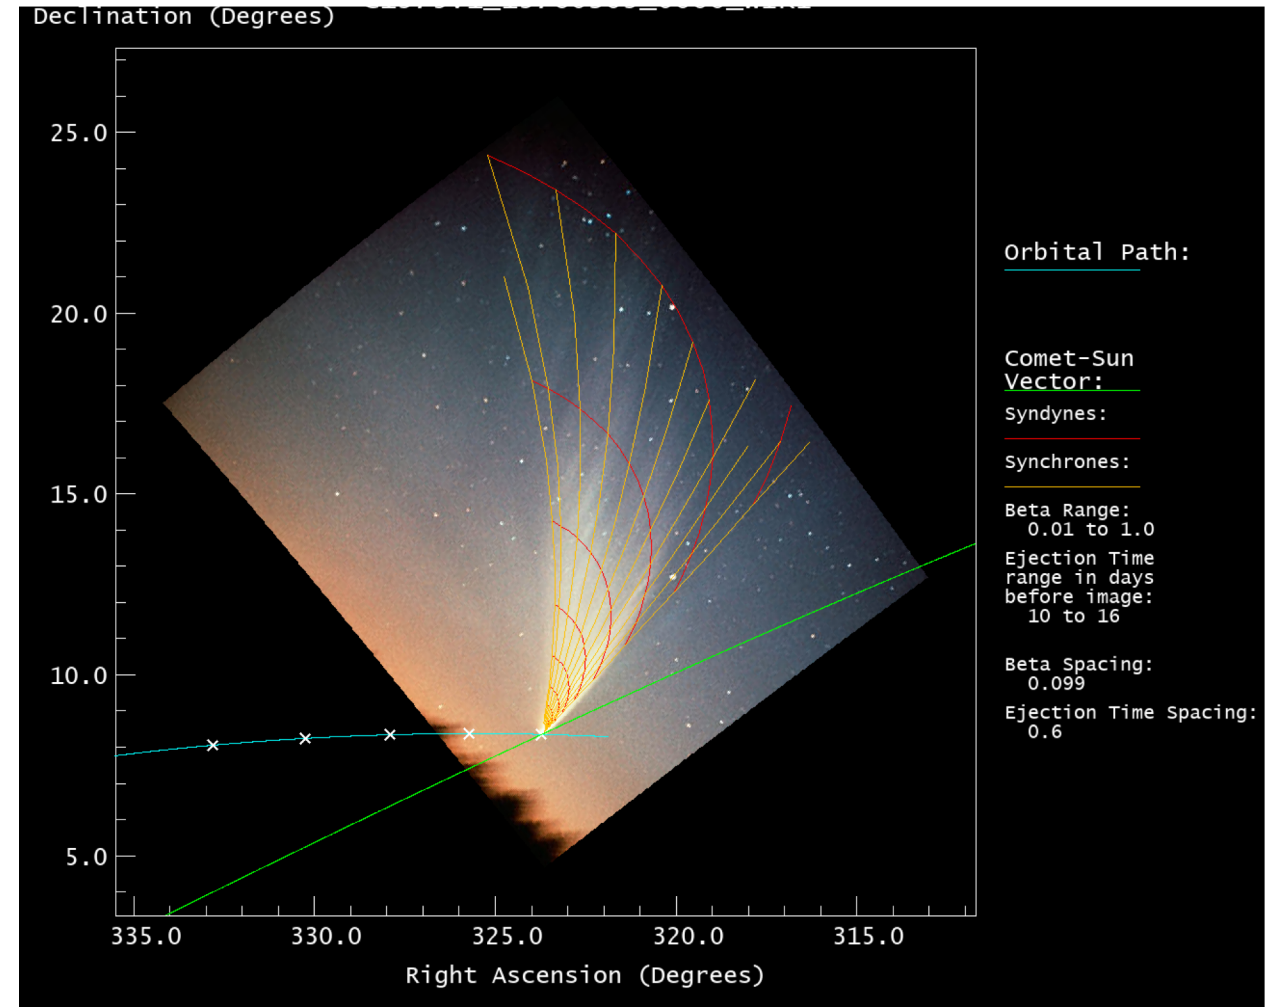 Declination (Degrees)
25.0
20.0
15.0
10.0
5.0
335.0 330.0 325.0 320.0 315.0
Right Ascension (Degrees)
Orbital Path:
Comet-Sun
Vector:
Syndynes:
Synchrones:
Beta Range:
0.01 to 1.0
Ejection Time
range in days
before image:
10 to 16
Beta Spacing:
0.099
Ejection Time Spacing:
0.6